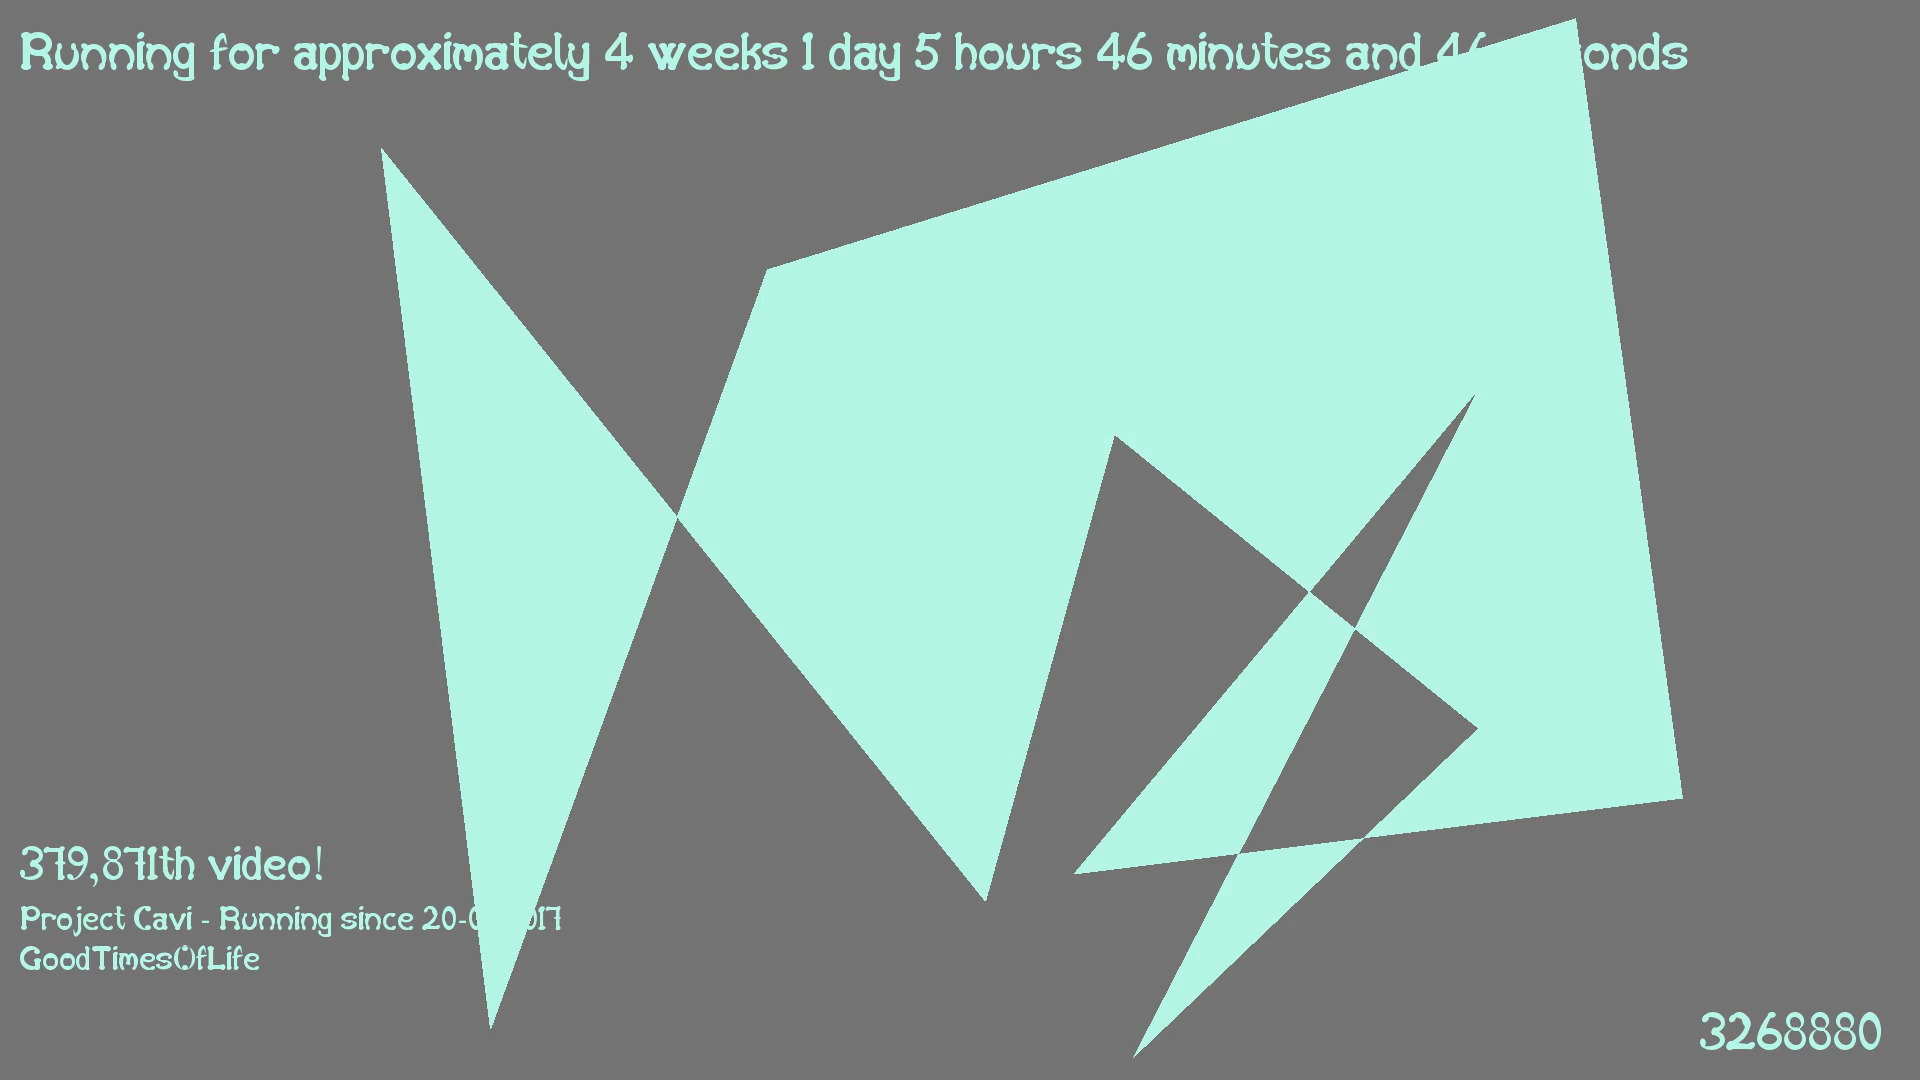 Running for approximately 4 weeks 1 day 5 hours 46 minutes and
379,871th video!
Project Cavi - Running since
GoodTimesOfLife
3268880